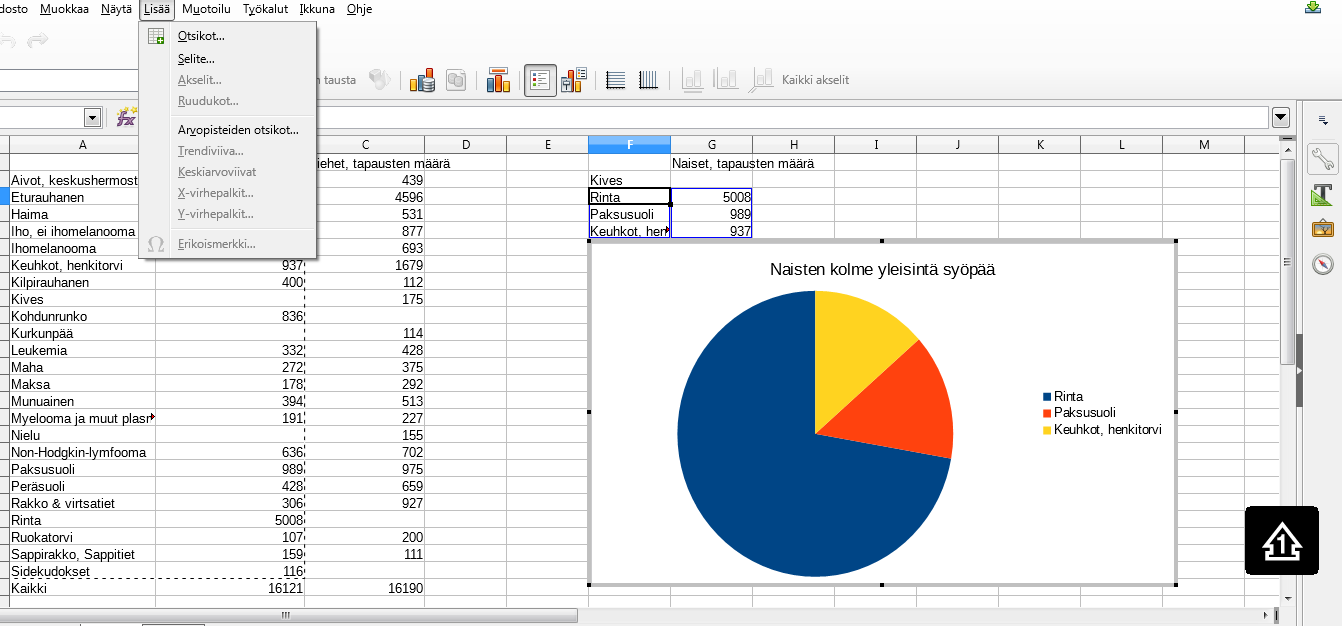 dosto Muokkaa Näytä Lisää Muotoilu Työkalut Ikkuna Ohje
Otsikot...
Selite...
Akselit...
Ruudukot...
Arvopisteiden otsikot...
Trendiviiva...
Keskiarvoviivat
X-virhepalkit...
Y-virhepalkit...
Erikoismerkki...
n tausta Kaikki akselit
A C D E F G H I J K L M
iehet, tapausten määrä Naiset, tapausten määrä
Aivot, keskushermost 439 Kives
Eturauhanen 4596 Rinta 5008
Haima 531 Paksusuoli 989
Iho, ei ihomelanooma 877 Keuhkot, hen 937
Ihomelanooma 693
Keuhkot, henkitorvi 937 1679
Kilpirauhanen 400 112
Kives 175
Kohdunrunko 836
Kurkunpää 114
Leukemia 332 428
Maha 272 375
Maksa 178 292
Munuainen 394 513
Myelooma ja muut plasm 191 227
Nielu 155
Non-Hodgkin-lymfooma 636 702
Paksusuoli 989 975
Peräsuoli 428 659
Rakko & virtsatiet 306 927
Rinta 5008
Ruokatorvi 107 200
Sappirakko, Sappitiet 159 111
Sidekudokset 116
Kaikki 16121 16190
Naisten kolme yleisintä syöpää
Rinta
Paksusuoli
Keuhkot, henkitorvi
1